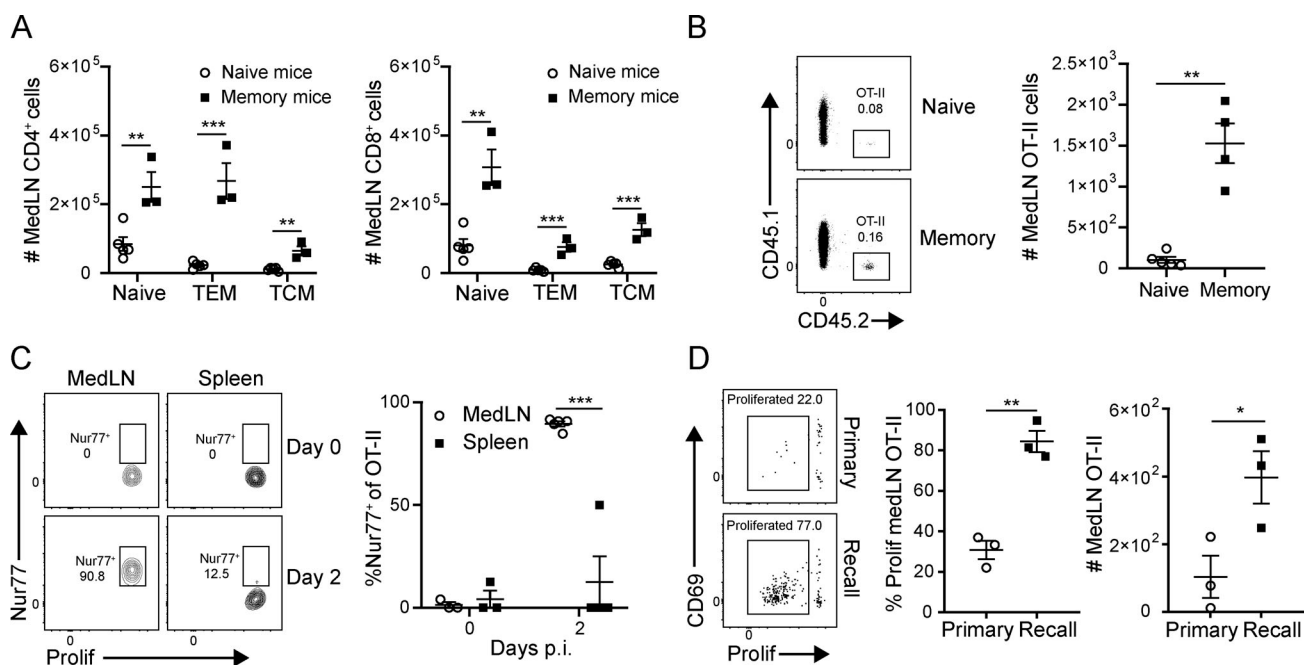 A
# MedLN CD4⁺ cells
6×10⁵
4×10⁵
2×10⁵
0
Naive mice
Memory mice
**
***
**
Naive
TEM
TCM
# MedLN CD8⁺ cells
6×10⁵
4×10⁵
2×10⁵
0
Naive mice
Memory mice
**
***
***
Naive
TEM
TCM
B
CD45.1
0
OT-II
0.08
Naive
0
OT-II
0.16
Memory
0
CD45.2
# MedLN OT-II cells
2.5×10³
2.0×10³
1.5×10³
1.0×10³
5.0×10²
0
**
Naive
Memory
C
MedLN
Spleen
Nur77
Nur77⁺
0
0
Nur77⁺
0
Day 0
Nur77⁺
90.8
0
Nur77⁺
12.5
0
Day 2
0
0
Prolif
%Nur77⁺ of OT-II
100
50
0
MedLN
Spleen
***
0
2
Days p.i.
D
CD69
Proliferated 22.0
0
Primary
Proliferated 77.0
0
Recall
0
Prolif
% Prolif medLN OT-II
100
80
60
40
20
0
**
Primary Recall
# MedLN OT-II
6×10²
4×10²
2×10²
0
*
Primary Recall